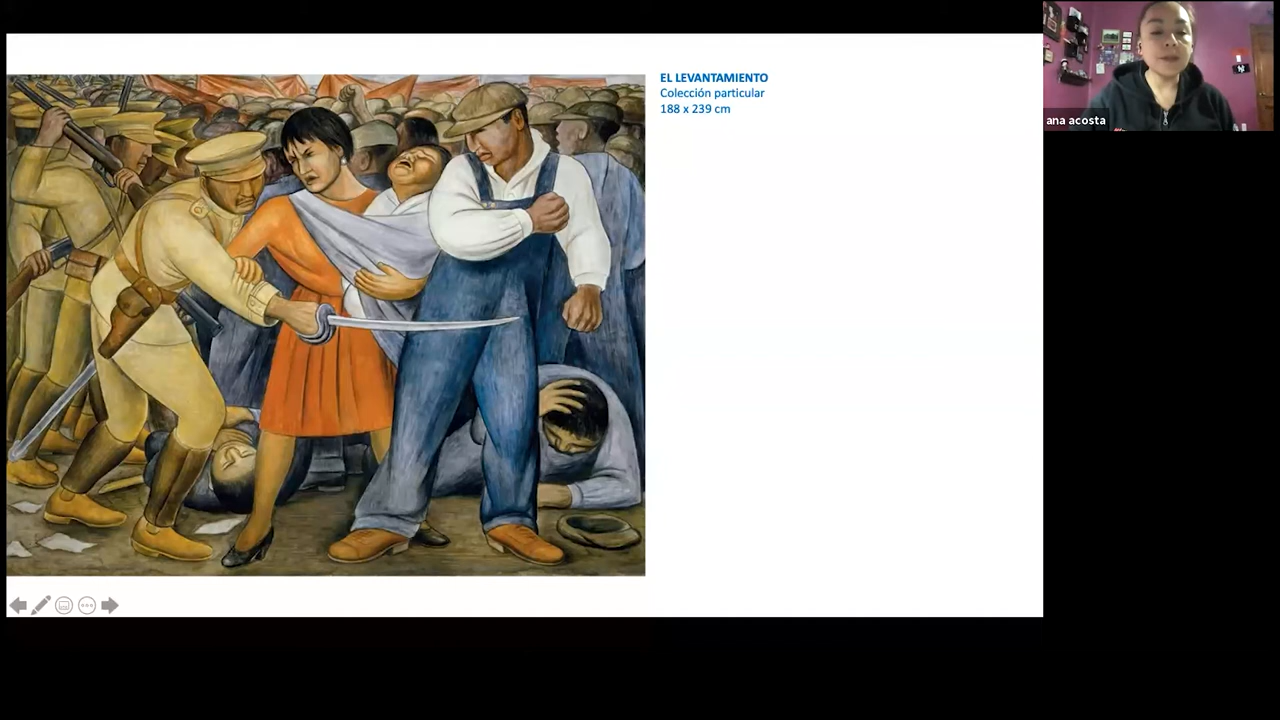 EL LEVANTAMIENTO
Colección particular
188 x 239 cm
ana acosta